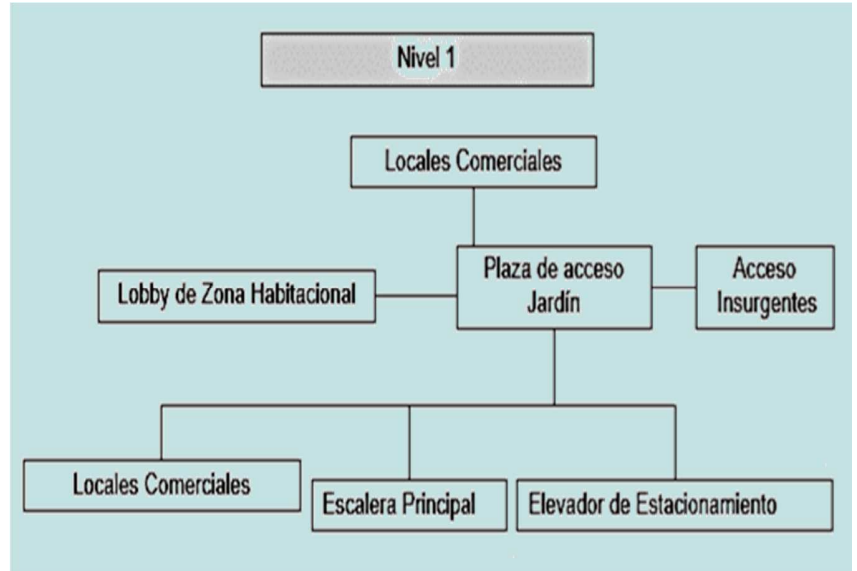 Nivel 1
Locales Comerciales
Lobby de Zona Habitacional
Plaza de acceso
Jardín
Acceso
Insurgentes
Locales Comerciales
Escalera Principal
Elevador de Estacionamiento